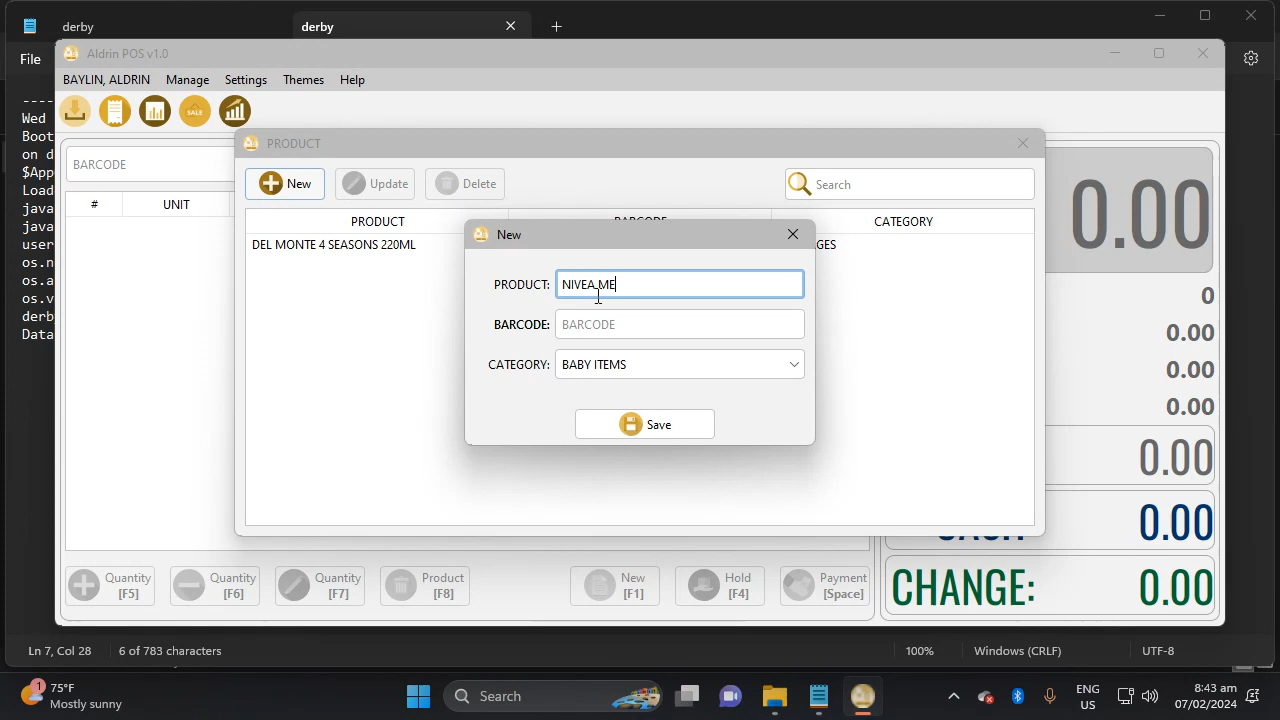 derby
derby
File
Aldrin POS v1.0
BAYLIN, ALDRIN Manage Settings Themes Help
SALE
----
Wed
Boot
on d
$App
Load
java
java
user
os.n
os.a
os.v
derb
Data
BARCODE
# UNIT
PRODUCT
New Update Delete Search
PRODUCT BARCODE CATEGORY
DEL MONTE 4 SEASONS 220ML GES
New
PRODUCT: NIVEA ME
BARCODE: BARCODE
CATEGORY: BABY ITEMS
Save
0.00
0
0.00
0.00
0.00
0.00
CASH 0.00
CHANGE: 0.00
Quantity [F5]
Quantity [F6]
Quantity [F7]
Product [F8]
New [F1]
Hold [F4]
Payment [Space]
Ln 7, Col 28 6 of 783 characters 100% Windows (CRLF) UTF-8
1
75°F
Mostly sunny
Search
ENG
US
8:43 am
07/02/2024